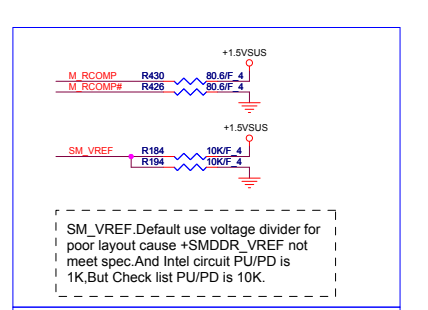 +1.5VSUS
M_RCOMP R430 80.6/F_4
M_RCOMP# R426 80.6/F_4
+1.5VSUS
SM_VREF R184 10K/F_4
R194 10K/F_4
SM_VREF.Default use voltage divider for
poor layout cause +SMDDR_VREF not
meet spec.And Intel circuit PU/PD is
1K,But Check list PU/PD is 10K.